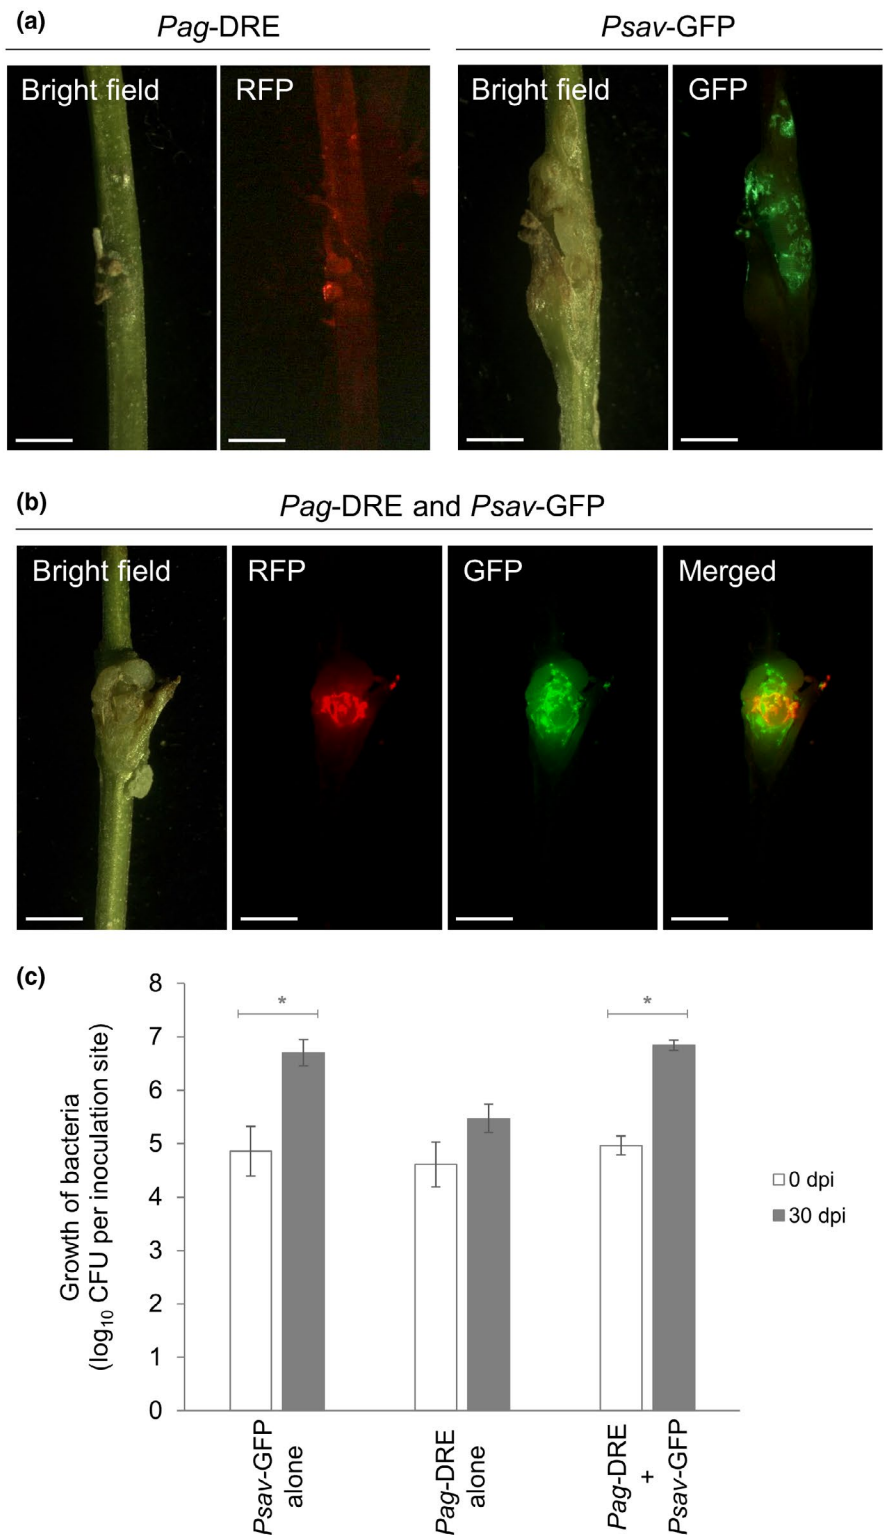 (a)
Pag-DRE
Psav-GFP
Bright field
RFP
Bright field
GFP
(b)
Pag-DRE and Psav-GFP
Bright field
RFP
GFP
Merged
(c)
Growth of bacteria
(log10 CFU per inoculation site)
8
7
6
5
4
3
2
1
0
*
*
0 dpi
30 dpi
Psav-GFP
alone
Pag-DRE
alone
Pag-DRE
+
Psav-GFP